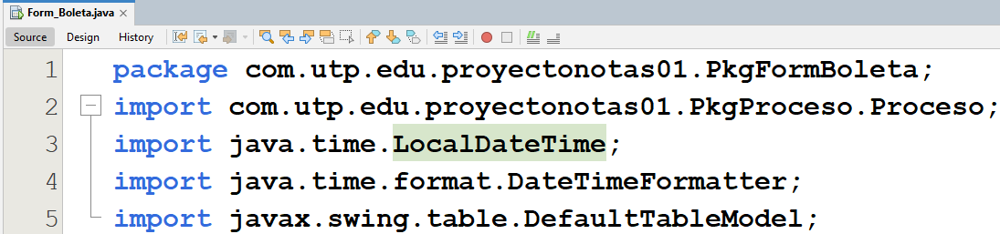 Form_Boleta.java
Source Design History
1 package com.utp.edu.proyectonotas01.PkgFormBoleta;
2 import com.utp.edu.proyectonotas01.PkgProceso.Proceso;
3 import java.time.LocalDateTime;
4 import java.time.format.DateTimeFormatter;
5 import javax.swing.table.DefaultTableModel;